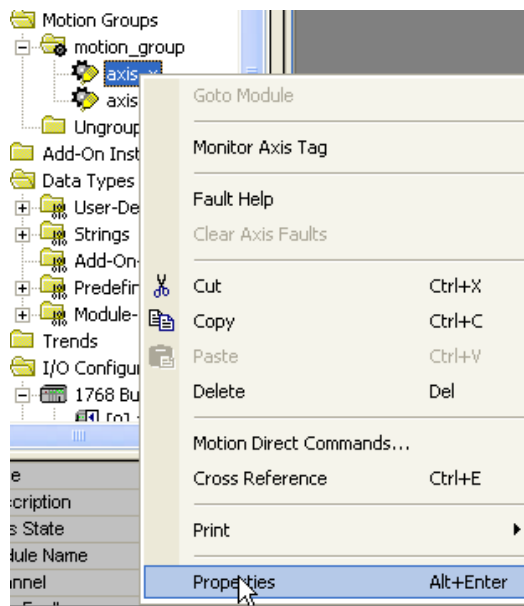 Motion Groups
motion_group
axis_x
axis
Ungroup
Add-On Inst
Data Types
User-De
Strings
Add-On-
Predefin
Module-
Trends
I/O Configur
1768 Bu
Goto Module
Monitor Axis Tag
Fault Help
Clear Axis Faults
Cut Ctrl+X
Copy Ctrl+C
Paste Ctrl+V
Delete Del
Motion Direct Commands...
Cross Reference Ctrl+E
Print
Properties Alt+Enter
e
cription
s State
dule Name
nnel